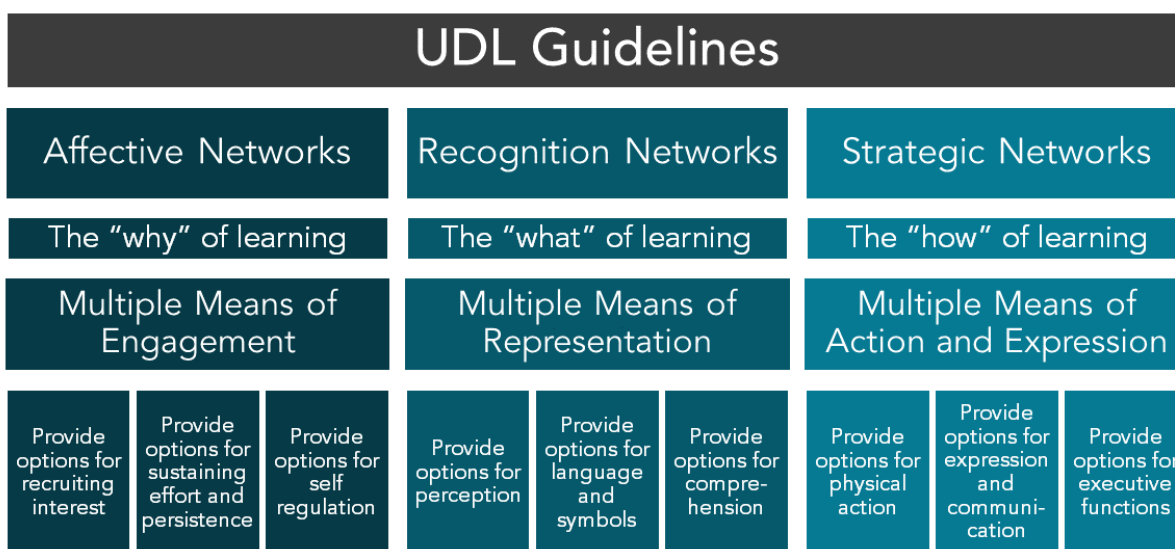 UDL Guidelines
Affective Networks
Recognition Networks
Strategic Networks
The “why” of learning
The “what” of learning
The “how” of learning
Multiple Means of
Engagement
Multiple Means of
Representation
Multiple Means of
Action and Expression
Provide
options for
recruiting
interest
Provide
options for
sustaining
effort and
persistence
Provide
options for
self
regulation
Provide
options for
perception
Provide
options for
language
and
symbols
Provide
options for
compre-
hension
Provide
options for
physical
action
Provide
options for
expression
and
communi-
cation
Provide
options for
executive
functions